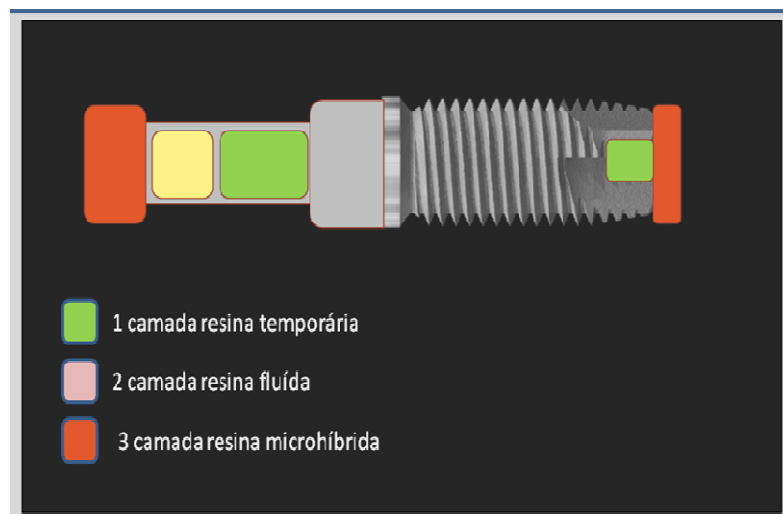 1 camada resina temporária
2 camada resina fluída
3 camada resina microhíbrida